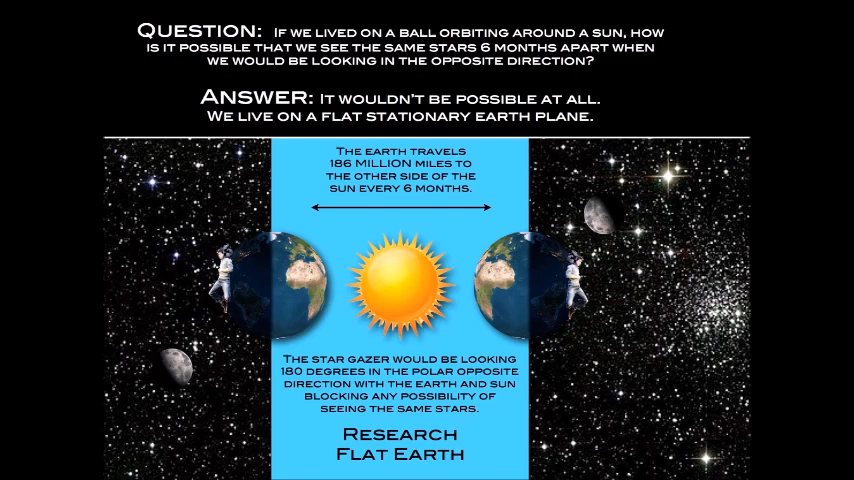 QUESTION: IF WE LIVED ON A BALL ORBITING AROUND A SUN, HOW
IS IT POSSIBLE THAT WE SEE THE SAME STARS 6 MONTHS APART WHEN
WE WOULD BE LOOKING IN THE OPPOSITE DIRECTION?
ANSWER: IT WOULDN'T BE POSSIBLE AT ALL.
WE LIVE ON A FLAT STATIONARY EARTH PLANE.
THE EARTH TRAVELS
186 MILLION MILES TO
THE OTHER SIDE OF THE
SUN EVERY 6 MONTHS.
THE STAR GAZER WOULD BE LOOKING
180 DEGREES IN THE POLAR OPPOSITE
DIRECTION WITH THE EARTH AND SUN
BLOCKING ANY POSSIBILITY OF
SEEING THE SAME STARS.
RESEARCH
FLAT EARTH